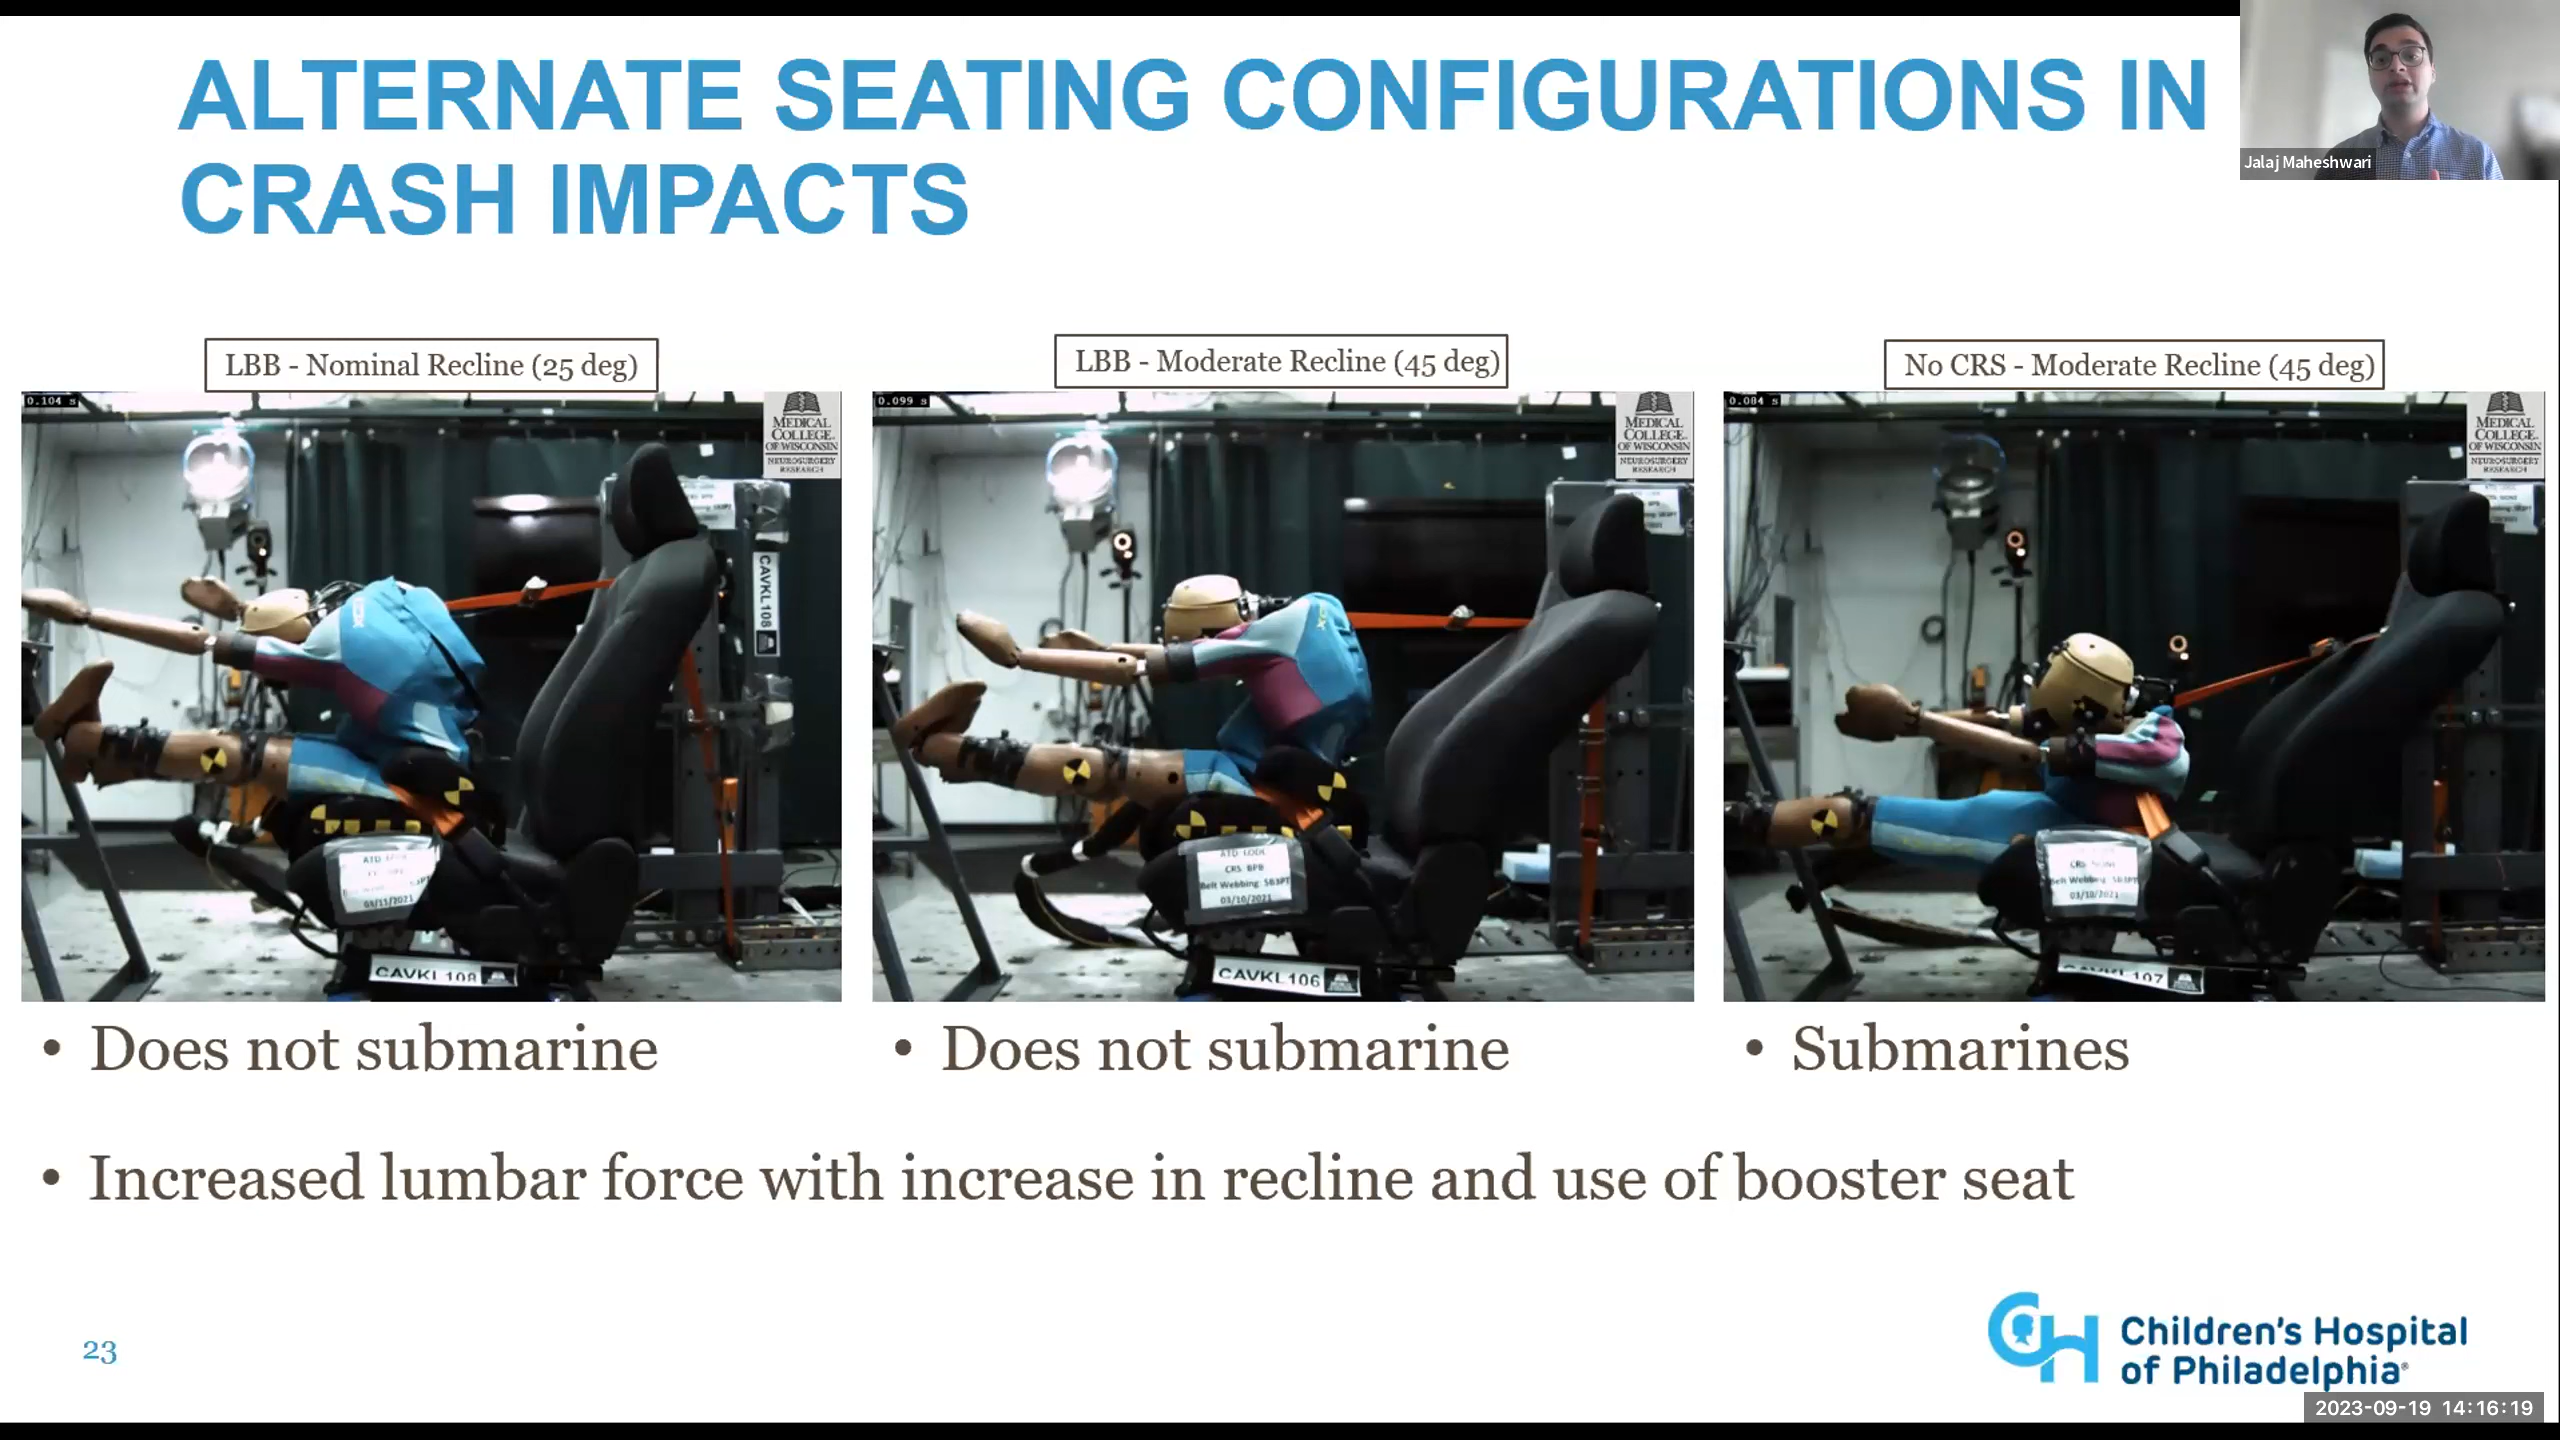 ALTERNATE SEATING CONFIGURATIONS IN
CRASH IMPACTS
Jalaj Maheshwari
LBB - Nominal Recline (25 deg)
LBB - Moderate Recline (45 deg)
No CRS - Moderate Recline (45 deg)
0.104 s
MEDICAL
COLLEGE
OF WISCONSIN
NEUROSURGERY
RESEARCH
CAVKL108
03/11/2021
CAVKL 108
0.099 s
MEDICAL
COLLEGE
OF WISCONSIN
NEUROSURGERY
RESEARCH
CRS BPB
Belt Webbing SB3PT
03/10/2021
CAVKL106
0.084 s
MEDICAL
COLLEGE
OF WISCONSIN
NEUROSURGERY
RESEARCH
CRS NONE
Belt Webbing SB3PT
03/10/2021
CAVKL 107
• Does not submarine
• Does not submarine
• Submarines
• Increased lumbar force with increase in recline and use of booster seat
23
Children's Hospital
of Philadelphia®
2023-09-19 14:16:19